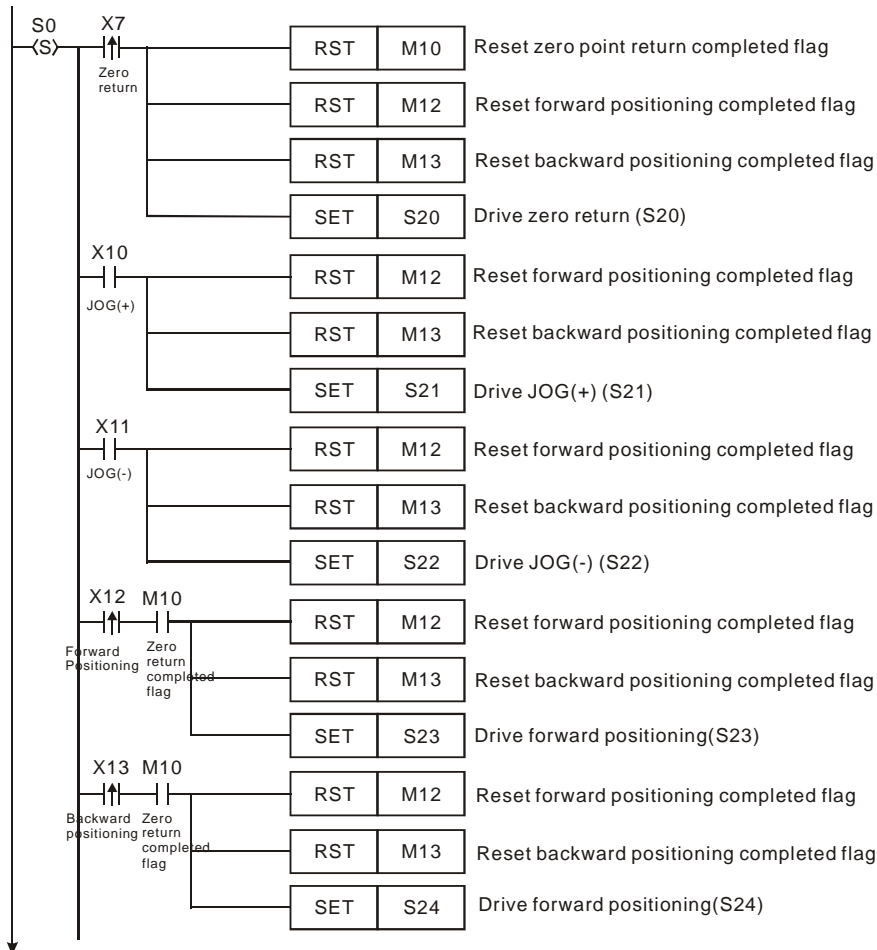 S0 X7
(S)
Zero
return
RST M10 Reset zero point return completed flag
RST M12 Reset forward positioning completed flag
RST M13 Reset backward positioning completed flag
SET S20 Drive zero return (S20)
X10
JOG(+)
RST M12 Reset forward positioning completed flag
RST M13 Reset backward positioning completed flag
SET S21 Drive JOG(+) (S21)
X11
JOG(-)
RST M12 Reset forward positioning completed flag
RST M13 Reset backward positioning completed flag
SET S22 Drive JOG(-) (S22)
X12 M10
Forward
Positioning
Zero
return
completed
flag
RST M12 Reset forward positioning completed flag
RST M13 Reset backward positioning completed flag
SET S23 Drive forward positioning(S23)
X13 M10
Backward
positioning
Zero
return
completed
flag
RST M12 Reset forward positioning completed flag
RST M13 Reset backward positioning completed flag
SET S24 Drive forward positioning(S24)